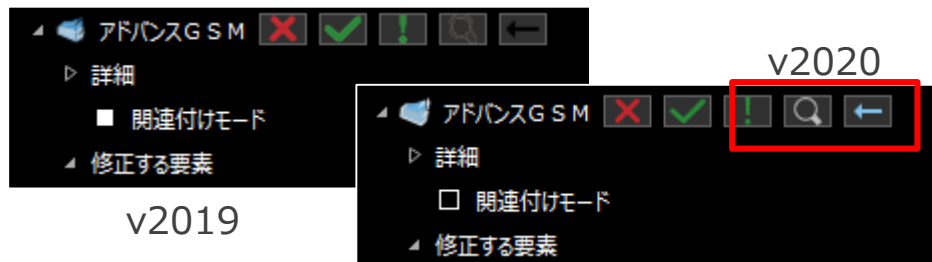 アドバンスＧＳＭ
詳細
関連付けモード
修正する要素
v2019
v2020
アドバンスＧＳＭ
詳細
関連付けモード
修正する要素